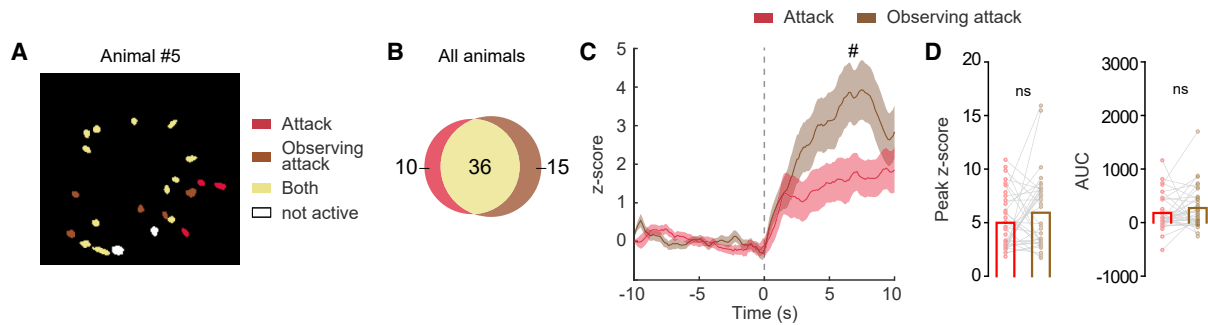 Attack
Observing attack
A
Animal #5
Attack
Observing
attack
Both
not active
B
All animals
10
36
15
C
#
z-score
5
4
3
2
1
0
-10
-5
0
5
10
Time (s)
D
Peak z-score
20
15
10
5
0
ns
AUC
3000
2000
1000
0
-1000
ns